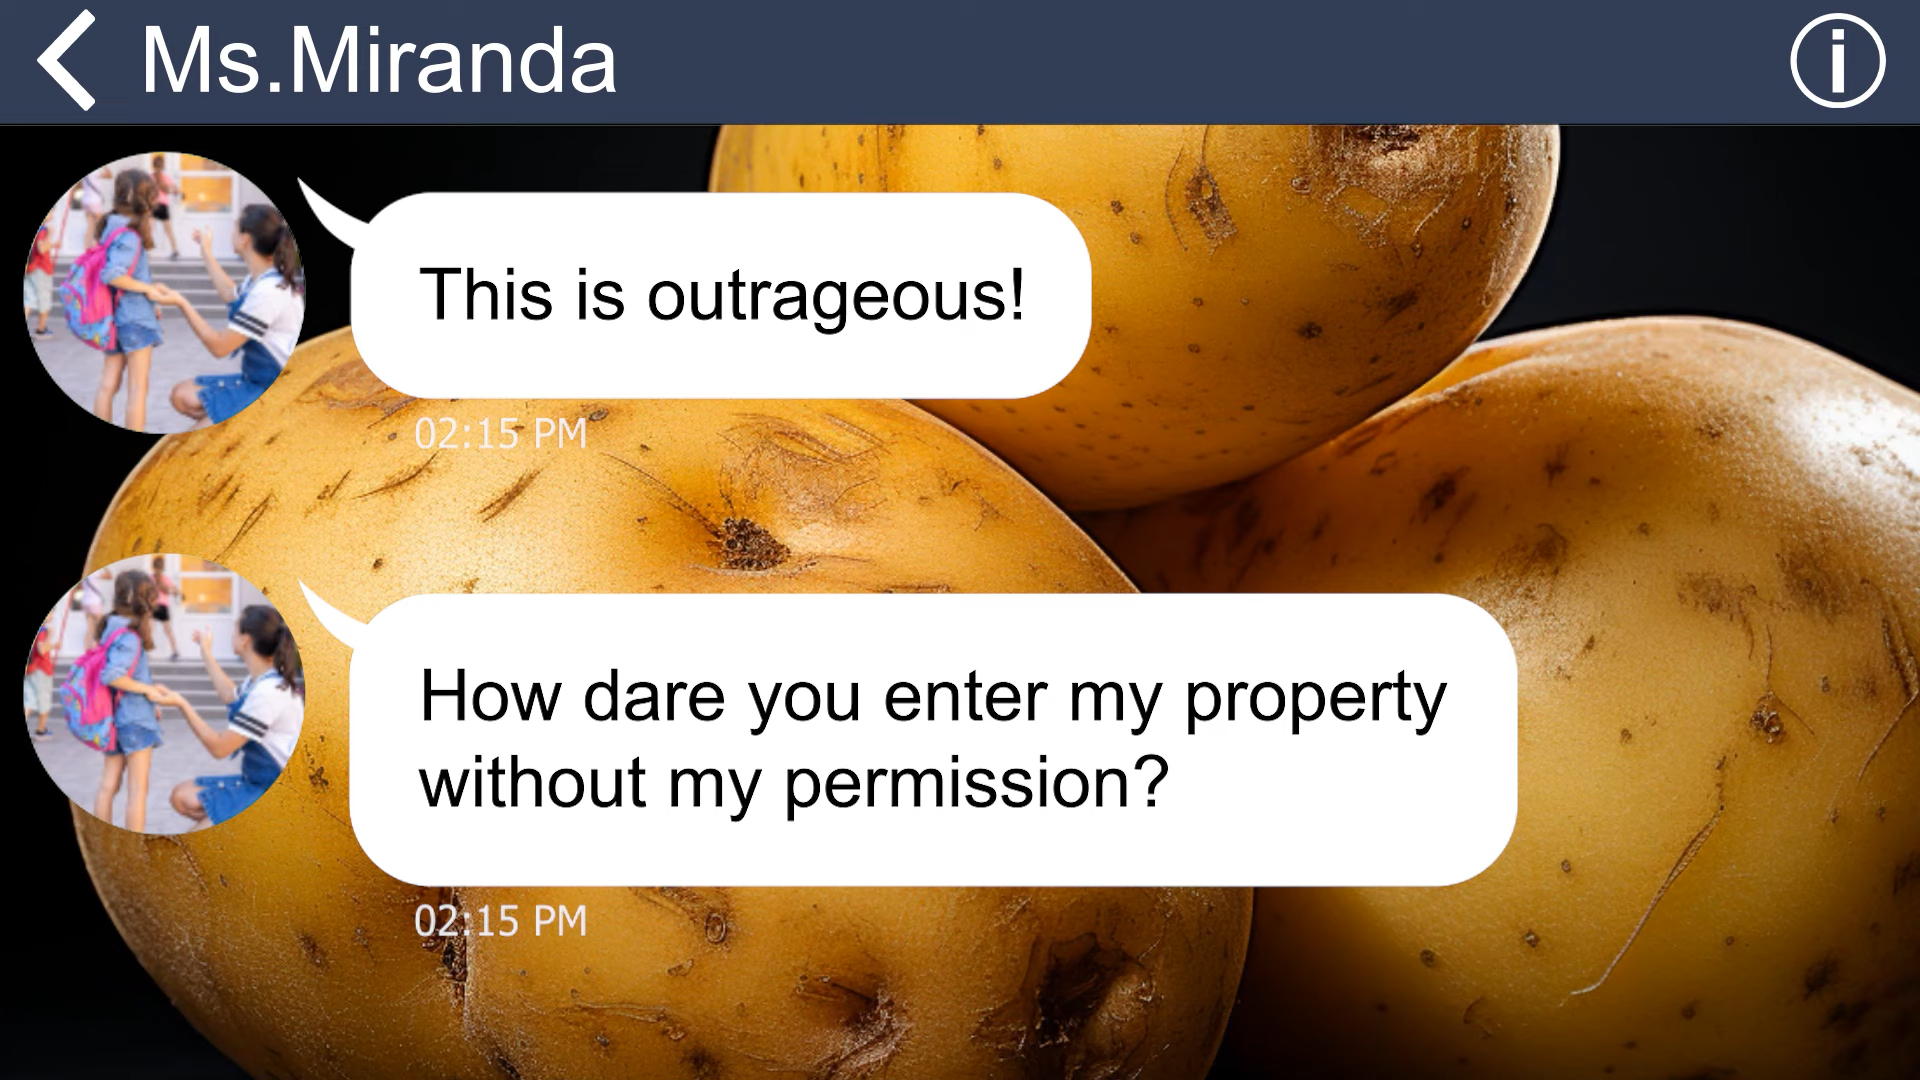 Ms.Miranda
This is outrageous!
02:15 PM
How dare you enter my property
without my permission?
02:15 PM